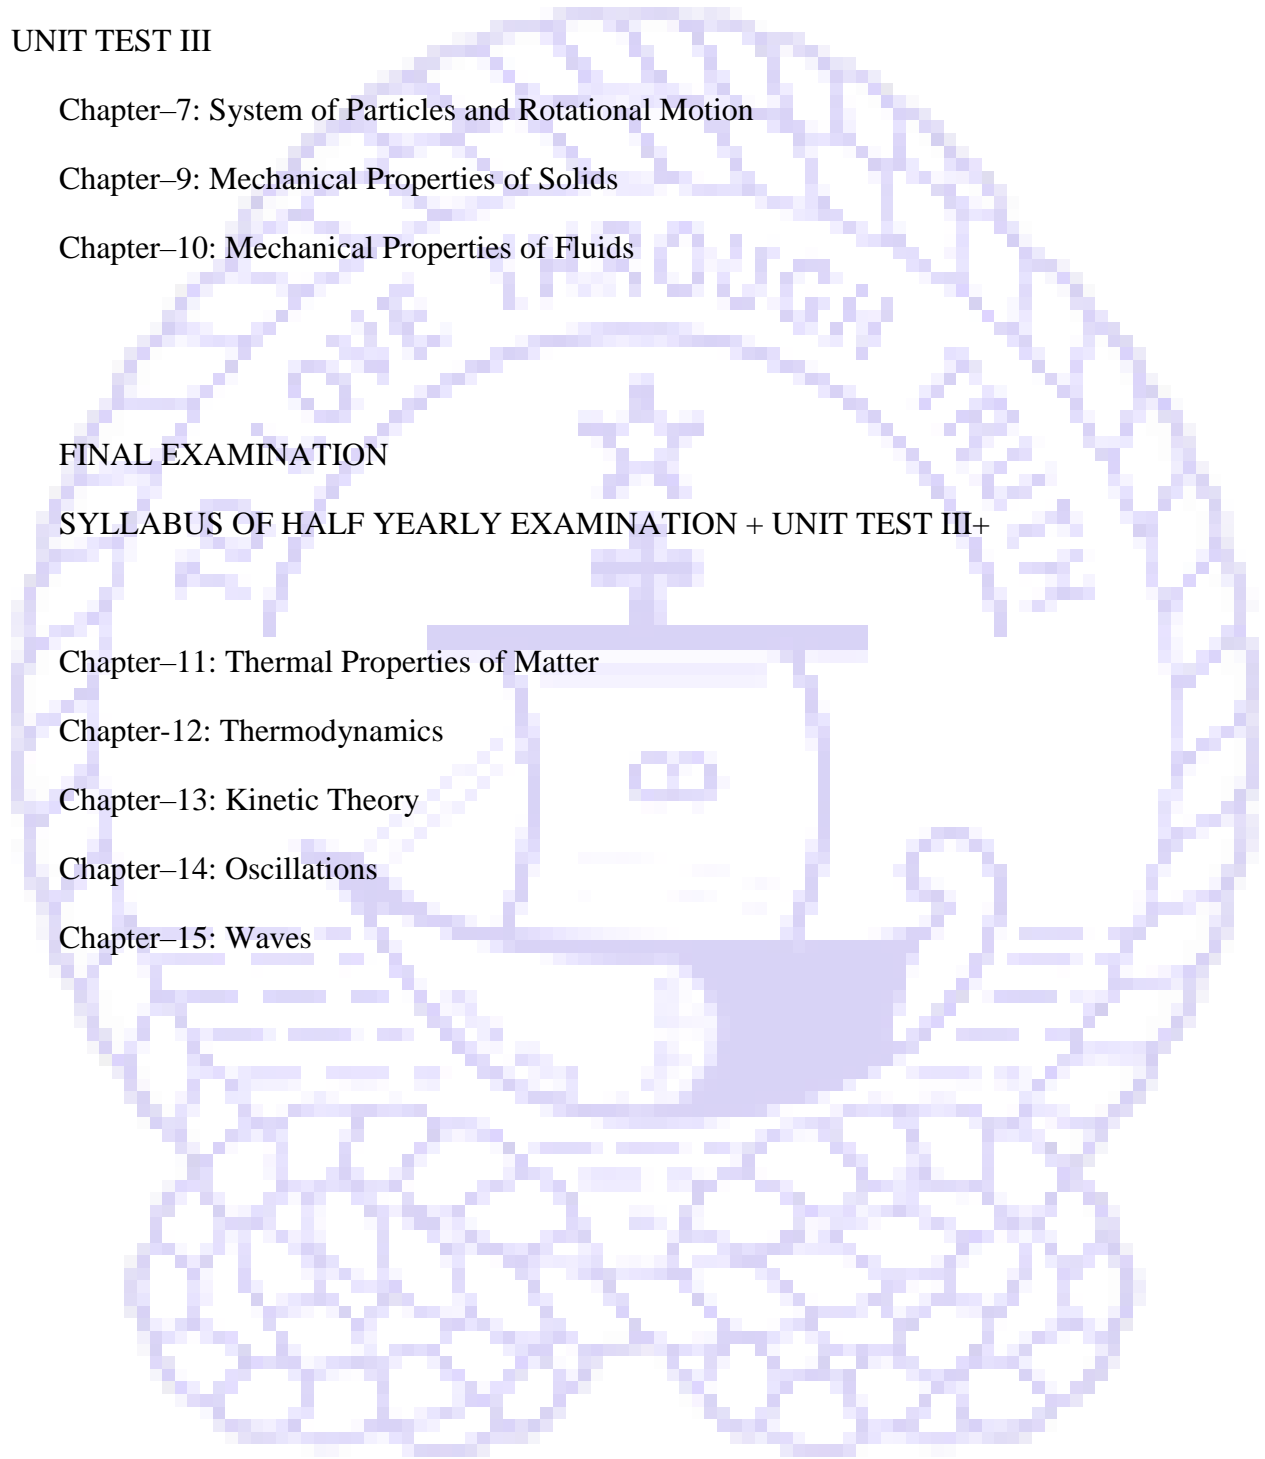 UNIT TEST III
Chapter–7: System of Particles and Rotational Motion
Chapter–9: Mechanical Properties of Solids
Chapter–10: Mechanical Properties of Fluids
THROUGH
TRUTH
FINAL EXAMINATION
SYLLABUS OF HALF YEARLY EXAMINATION + UNIT TEST III+
Chapter–11: Thermal Properties of Matter
Chapter-12: Thermodynamics
Chapter–13: Kinetic Theory
Chapter–14: Oscillations
Chapter–15: Waves